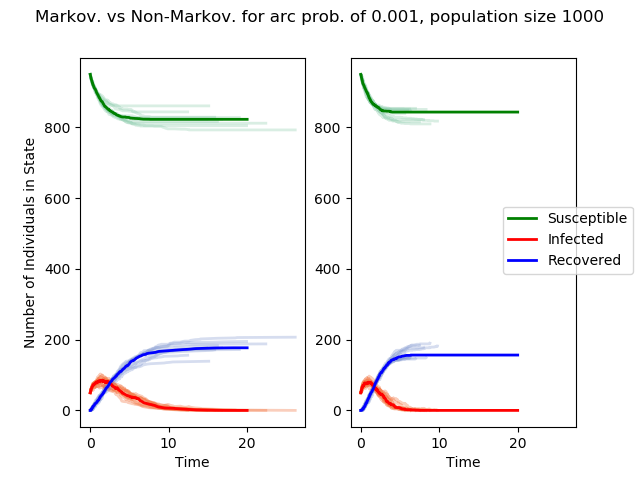 Markov. vs Non-Markov. for arc prob. of 0.001, population size 1000
Number of Individuals in State
800
600
400
200
0
0 10 20
Time
800
600
400
200
0
0 10 20
Time
Susceptible
Infected
Recovered